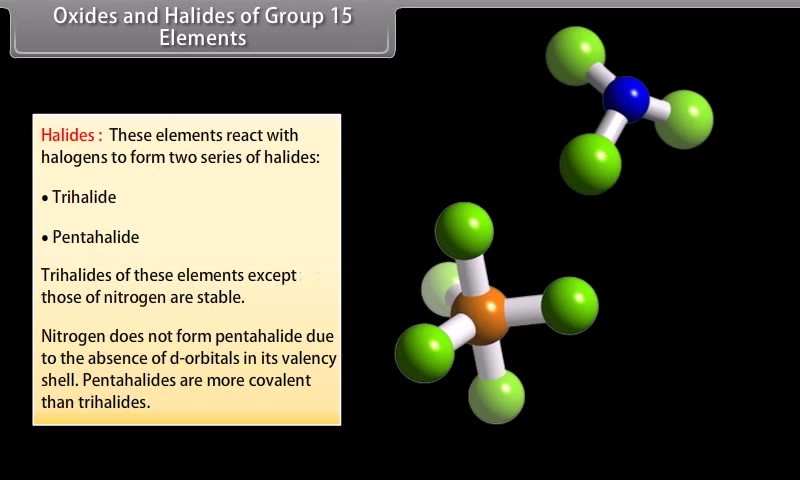 Oxides and Halides of Group 15
Elements
Halides : These elements react with
halogens to form two series of halides:
• Trihalide
• Pentahalide
Trihalides of these elements except
those of nitrogen are stable.
Nitrogen does not form pentahalide due
to the absence of d-orbitals in its valency
shell. Pentahalides are more covalent
than trihalides.